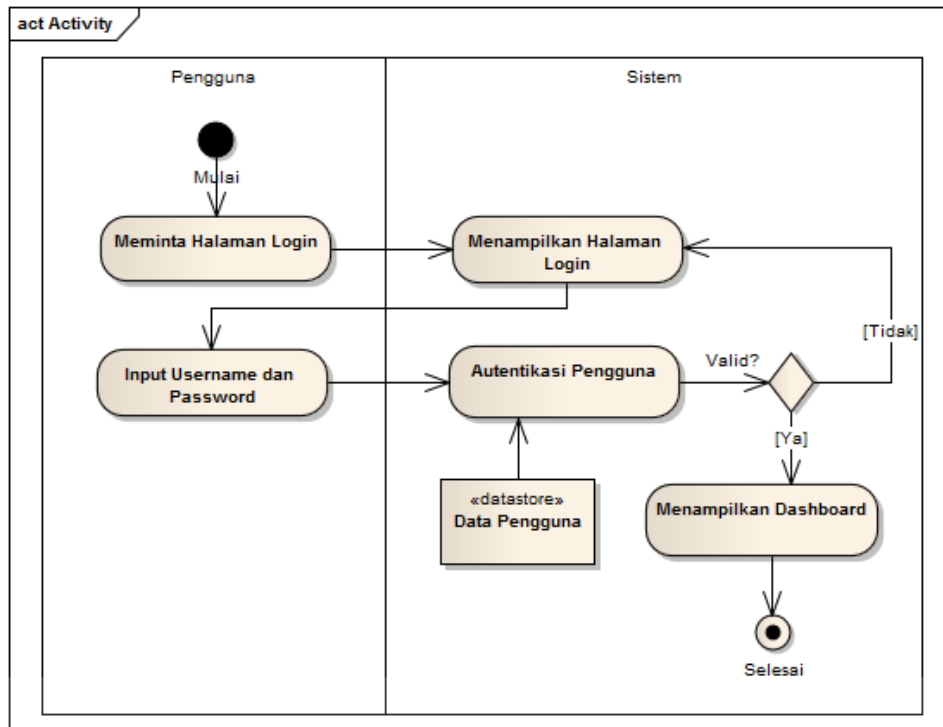 act Activity
Pengguna
Sistem
Mulai
Meminta Halaman Login
Menampilkan Halaman
Login
[Tidak]
Input Username dan
Password
Autentikasi Pengguna
Valid?
[Ya]
«datastore»
Data Pengguna
Menampilkan Dashboard
Selesai